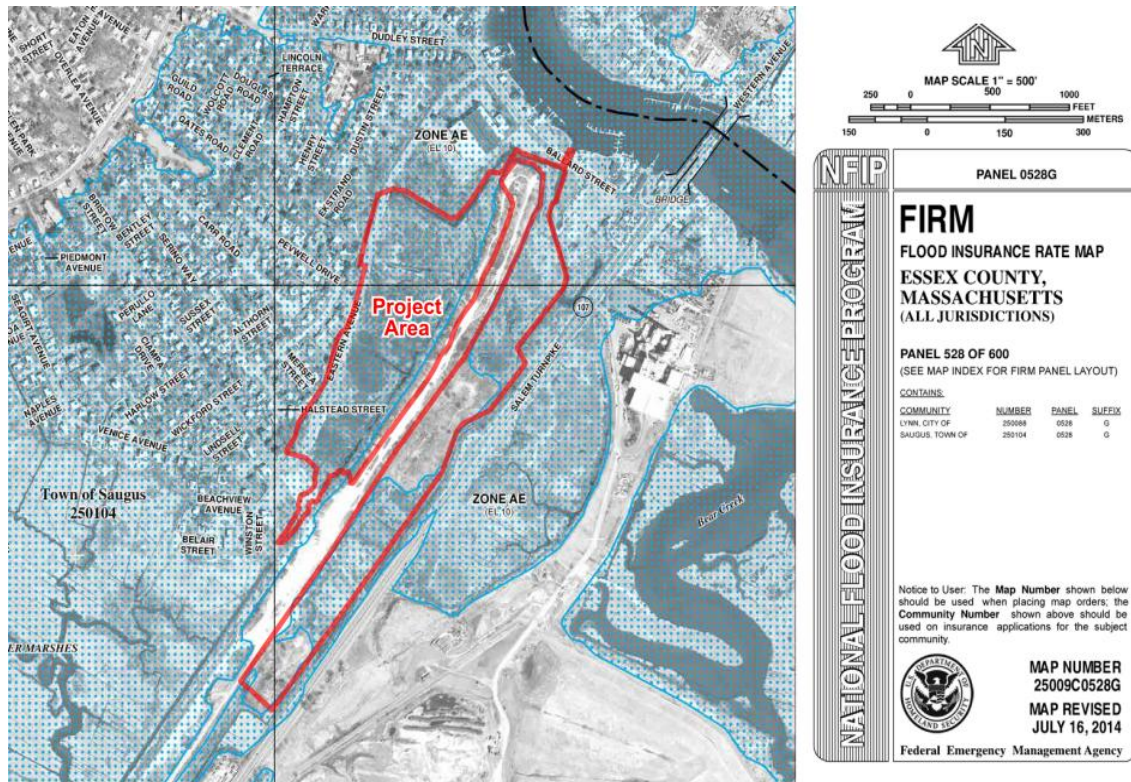 DUDLEY STREET
SHORT
STREET
EATON
AVENUE
OVERLEA AVENUE
LINCOLN
TERRACE
GUILD
ROAD
WOLCOTT
ROAD
DOUGLAS
ROAD
HAMPTON
STREET
GATES ROAD
CLEMENT
ROAD
HENRY
STREET
DUSTIN STREET
ZONE AE
(EL 10)
BALLARD STREET
WESTERN AVENUE
BRIDGE
EKSTRAND
ROAD
BRISTOW
STREET
BENTLEY
STREET
SERINO WAY
CARR ROAD
PEYWELL DRIVE
PIEDMONT
AVENUE
Project
Area
107
PERULLO
LANE
SUSSEX
STREET
ALTHORN
STREET
SEAGIRT AVENUE
CIAMPA
DRIVE
MERSEA
STREET
EASTERN AVENUE
SALEM TURNPIKE
HARLOW STREET
WICKFORD STREET
HALSTEAD STREET
NAPLES
AVENUE
VENICE AVENUE
LINDSELL
STREET
Town of Saugus
250104
BEACHVIEW
AVENUE
BELAIR
STREET
WINSTON
STREET
ZONE AE
(EL 10)
Bear Creek
ER MARSHES
N
MAP SCALE 1" = 500'
250 0 500 1000
FEET
METERS
150 0 150 300
NFIP
NATIONAL FLOOD INSURANCE PROGRAM
PANEL 0528G
FIRM
FLOOD INSURANCE RATE MAP
ESSEX COUNTY,
MASSACHUSETTS
(ALL JURISDICTIONS)
PANEL 528 OF 600
(SEE MAP INDEX FOR FIRM PANEL LAYOUT)
CONTAINS:
COMMUNITY NUMBER PANEL SUFFIX
LYNN, CITY OF 250088 0528 G
SAUGUS, TOWN OF 250104 0528 G
Notice to User: The Map Number shown below
should be used when placing map orders; the
Community Number shown above should be
used on insurance applications for the subject
community.
U.S. DEPARTMENT OF
HOMELAND SECURITY
MAP NUMBER
25009C0528G
MAP REVISED
JULY 16, 2014
Federal Emergency Management Agency